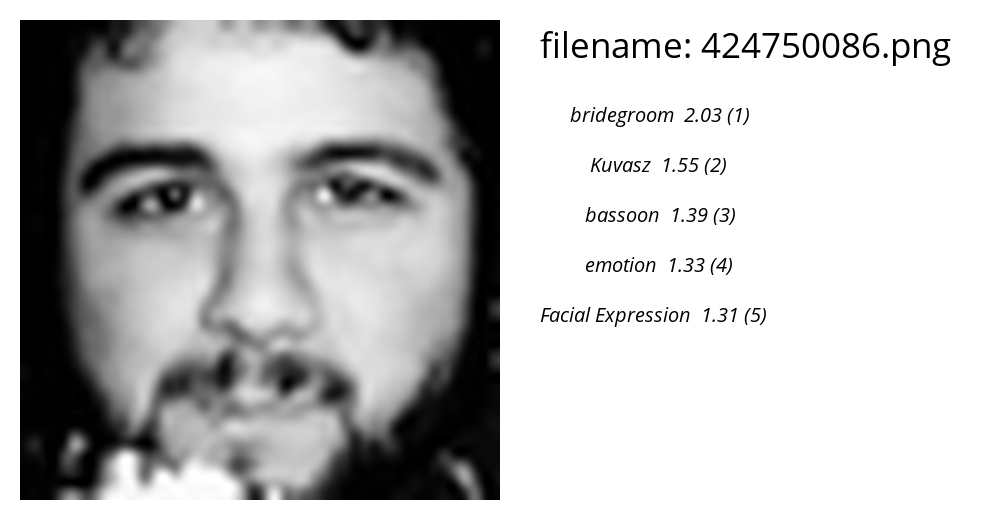 filename: 424750086.png
bridegroom 2.03 (1)
Kuvasz 1.55 (2)
bassoon 1.39 (3)
emotion 1.33 (4)
Facial Expression 1.31 (5)